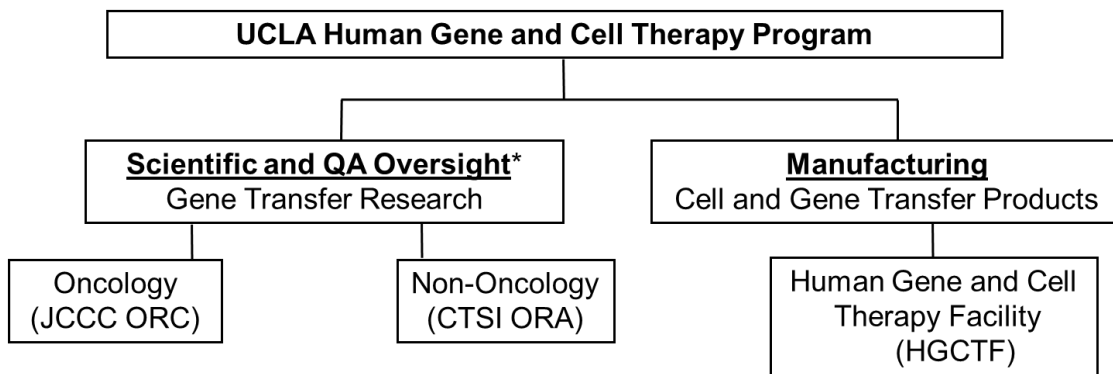 UCLA Human Gene and Cell Therapy Program
Scientific and QA Oversight*
Gene Transfer Research
Manufacturing
Cell and Gene Transfer Products
Oncology
(JCCC ORC)
Non-Oncology
(CTSI ORA)
Human Gene and Cell
Therapy Facility
(HGCTF)